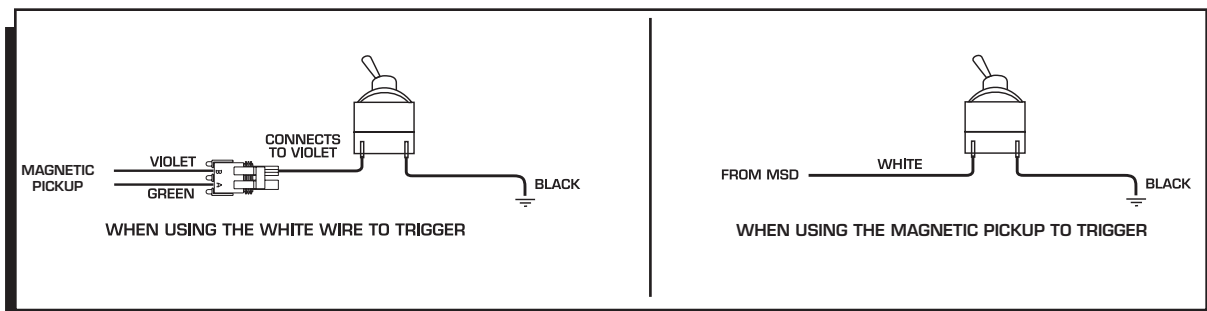 MAGNETIC
PICKUP
VIOLET
GREEN
B
A
CONNECTS
TO VIOLET
BLACK
WHEN USING THE WHITE WIRE TO TRIGGER
FROM MSD
WHITE
BLACK
WHEN USING THE MAGNETIC PICKUP TO TRIGGER